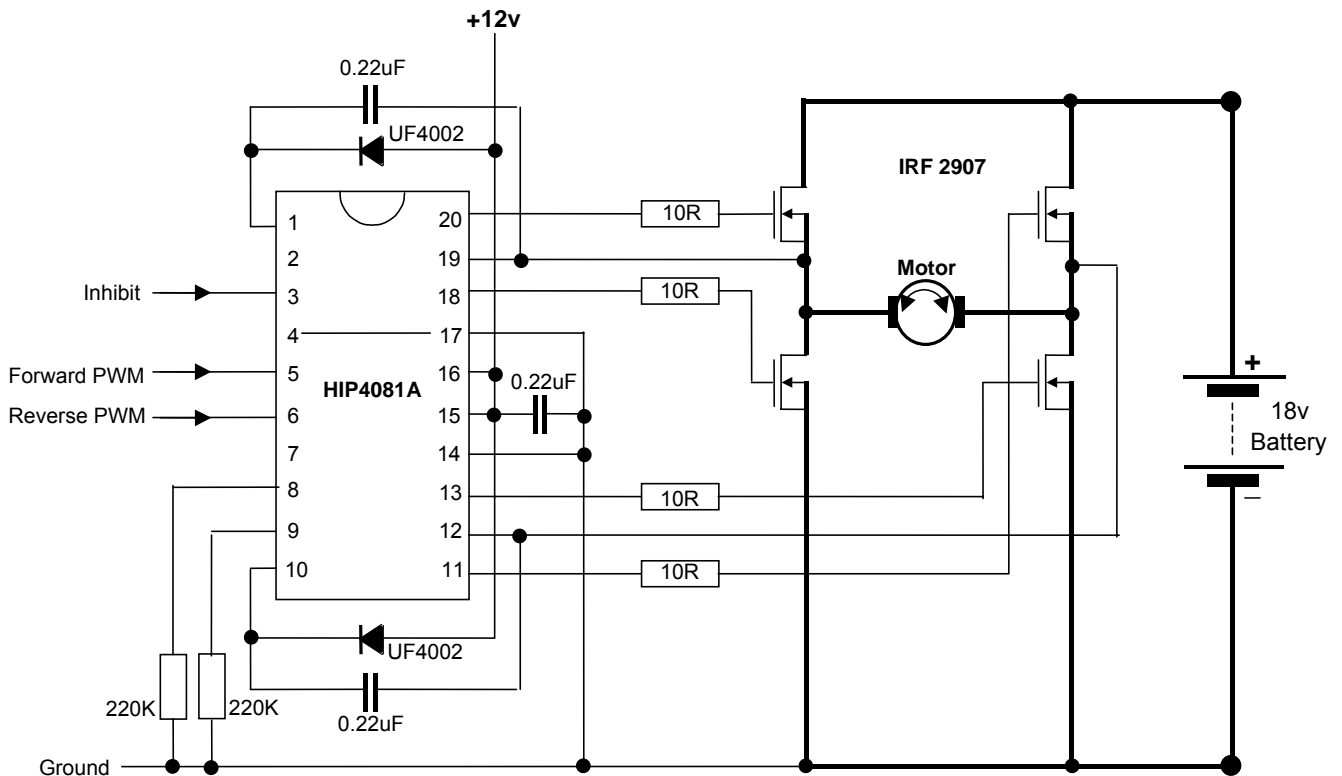 +12v
0.22uF
UF4002
IRF 2907
1 20 10R
2 19
Motor
Inhibit 3 18 10R
4 17
Forward PWM 5 16 0.22uF +
HIP4081A
Reverse PWM 6 15 18v
Battery
7 14
8 13 10R −
9 12
10 11 10R
UF4002
220K 220K
0.22uF
Ground